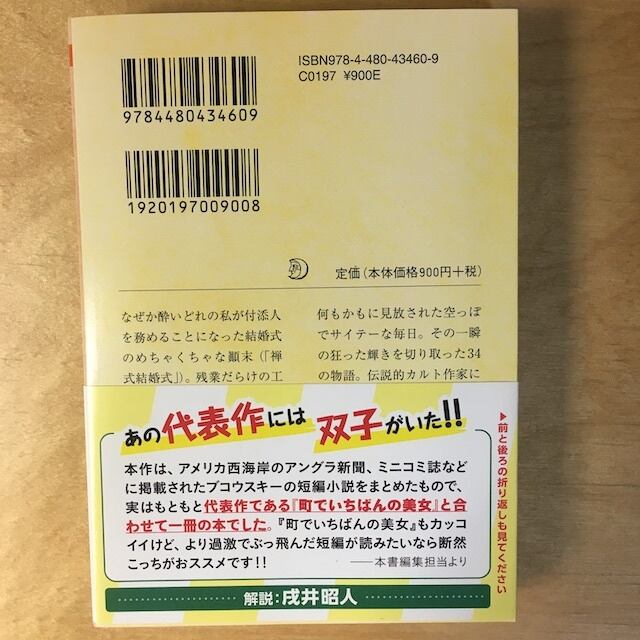 ISBN978-4-480-43460-9
C0197 ¥900E
9784480434609
1920197009008
定価(本体価格900円+税)
なぜか酔いどれの私が付添人
を務めることになった結婚式
のめちゃくちゃな顚末(「禅
式結婚式」)。残業だらけの工
何もかもに見放された空っぽ
でサイテーな毎日。その一瞬
の狂った輝きを切り取った34
の物語。伝説的カルト作家に
あの代表作には双子がいた!!
本作は、アメリカ西海岸のアングラ新聞、ミニコミ誌など
に掲載されたブコウスキーの短編小説をまとめたもので、
実はもともと代表作である『町でいちばんの美女』と合
わせて一冊の本でした。『町でいちばんの美女』もカッコ
イイけど、より過激でぶっ飛んだ短編が読みたいなら断然
こっちがおススメです!!
――本書編集担当より
▶前と後ろの折り返しも見てください
解説:戌井昭人